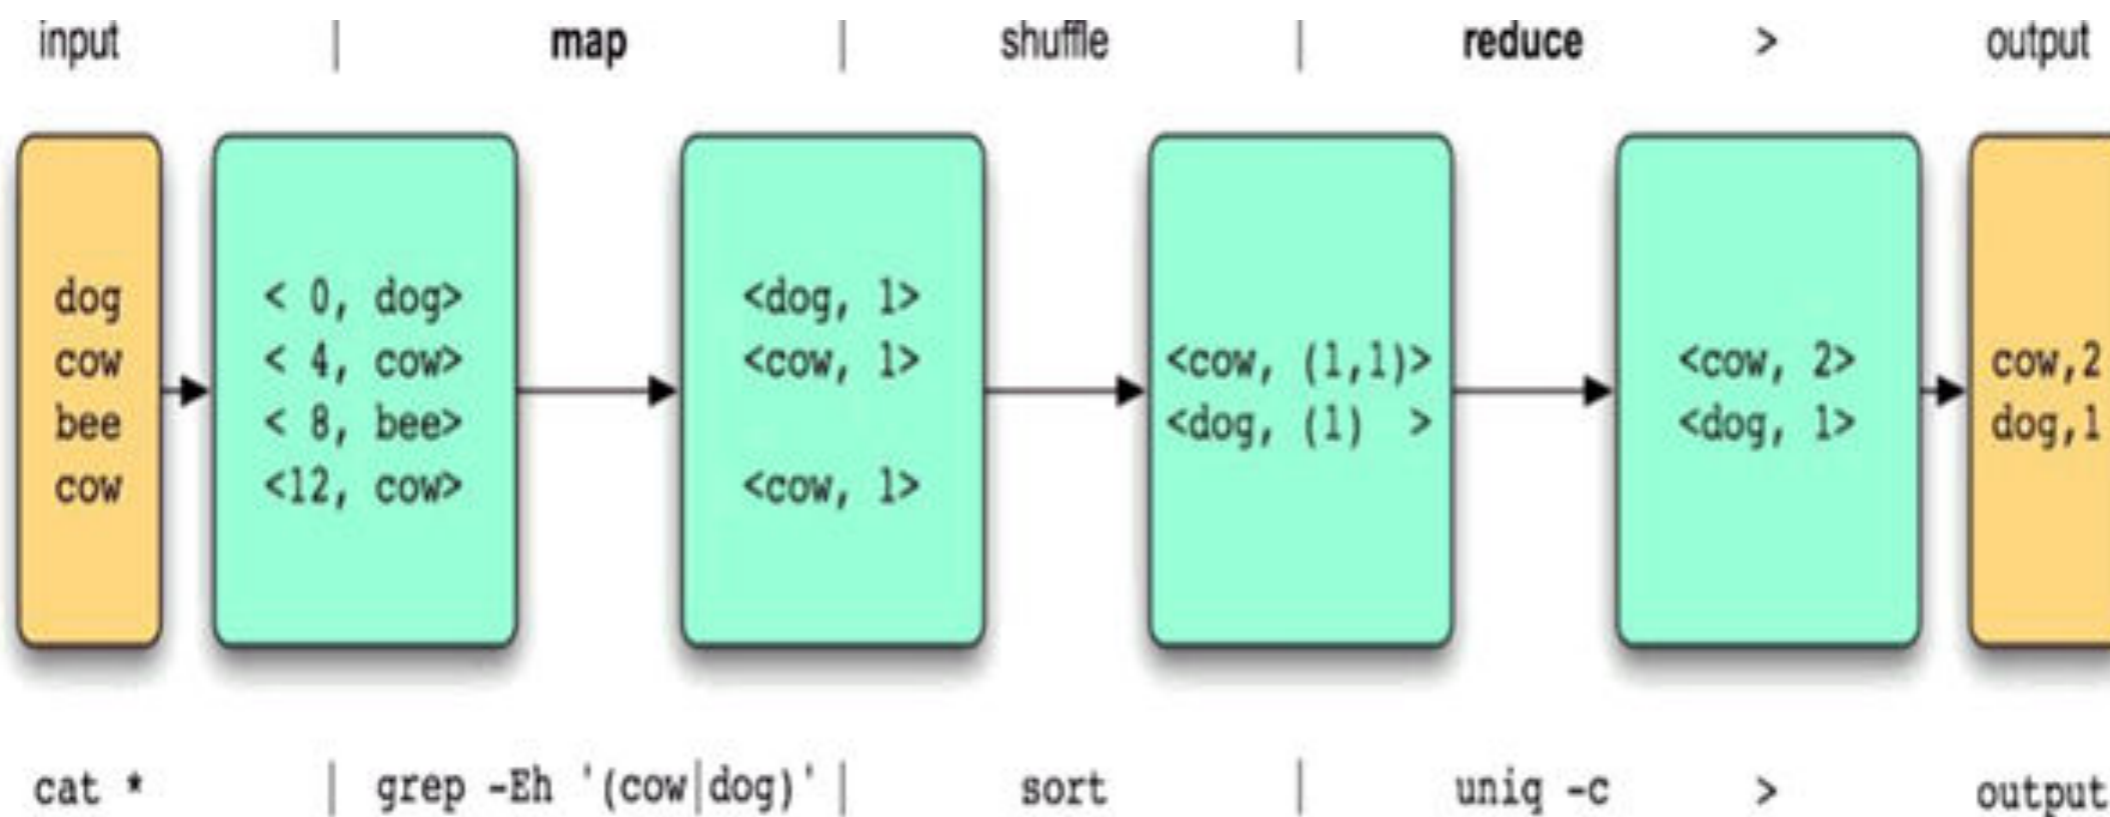 input | map | shuffle | reduce > output
dog
cow
bee
cow
< 0, dog>
< 4, cow>
< 8, bee>
<12, cow>
<dog, 1>
<cow, 1>
<cow, 1>
<cow, (1,1)>
<dog, (1) >
<cow, 2>
<dog, 1>
cow,2
dog,1
cat * | grep -Eh '(cow|dog)' | sort | uniq -c > output